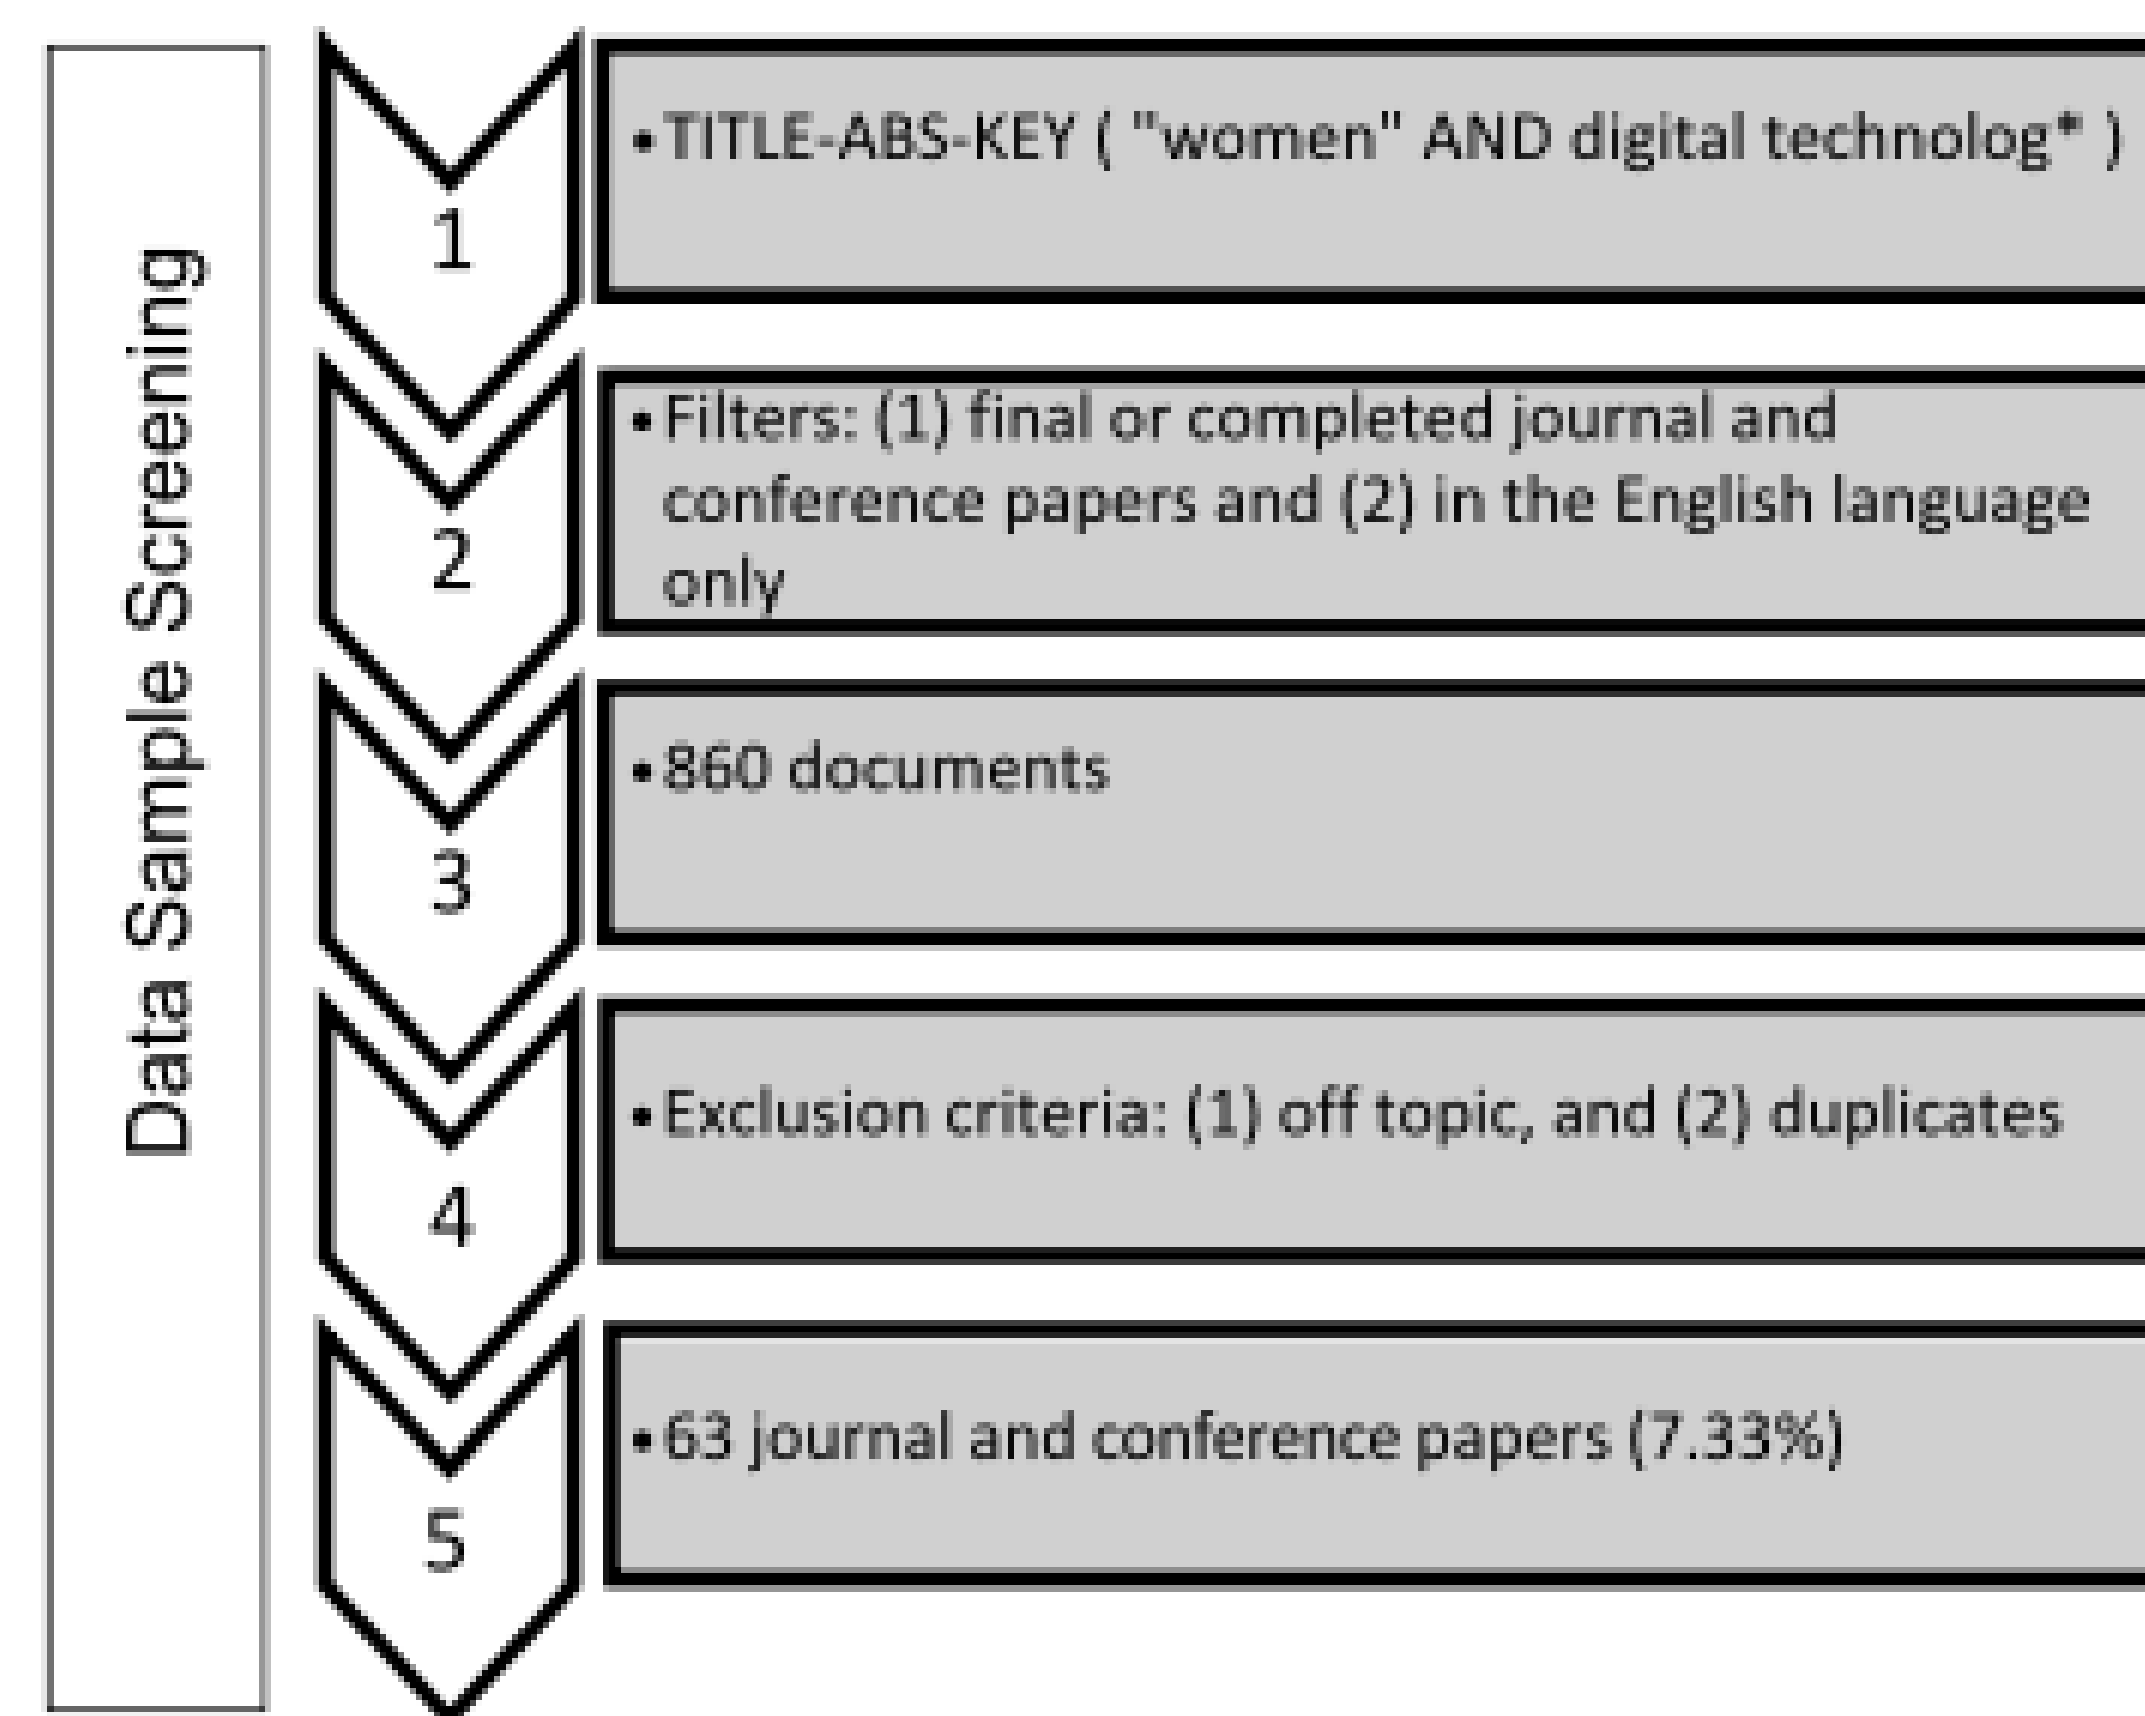 Data Sample Screening
1
•TITLE-ABS-KEY ( "women" AND digital technolog* )
2
•Filters: (1) final or completed journal and
conference papers and (2) in the English language
only
3
•860 documents
4
•Exclusion criteria: (1) off topic, and (2) duplicates
5
•63 journal and conference papers (7.33%)